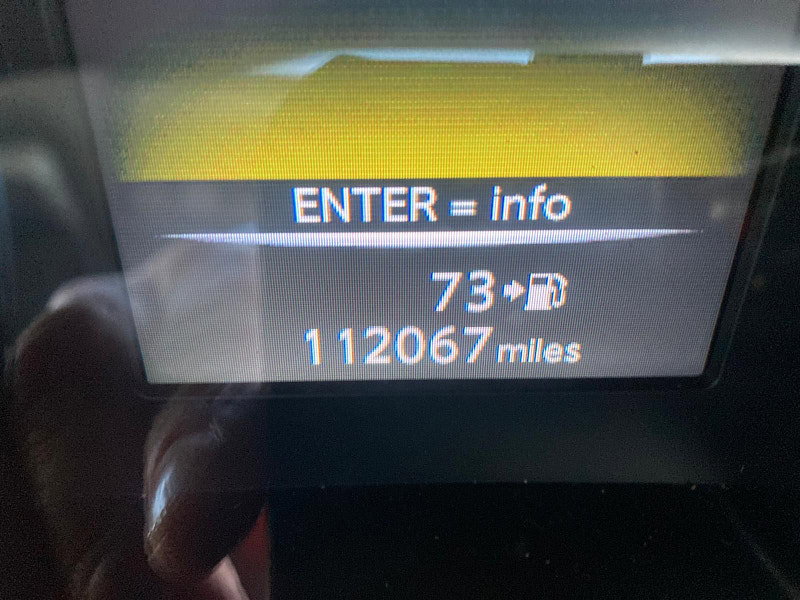 ENTER = info
73
112067 miles